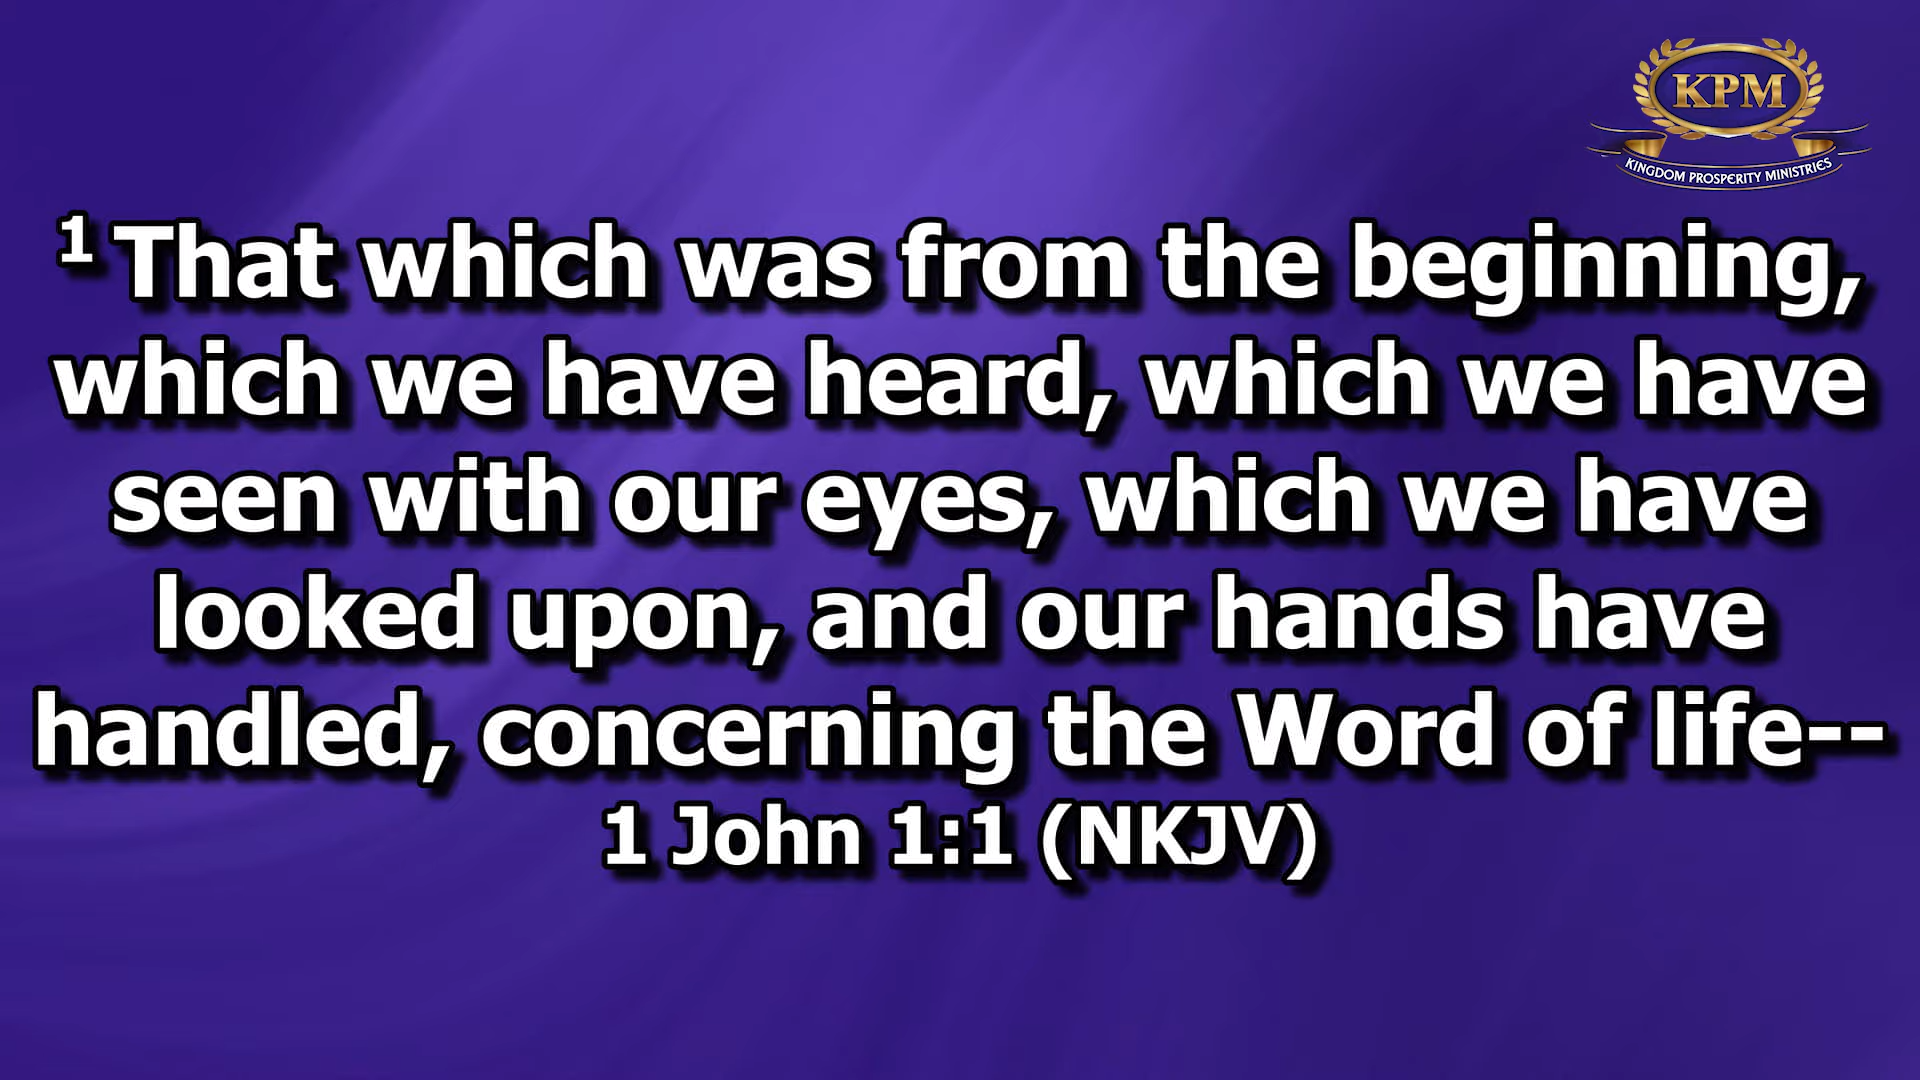 KPM
KINGDOM PROSPERITY MINISTRIES
1 That which was from the beginning,
which we have heard, which we have
seen with our eyes, which we have
looked upon, and our hands have
handled, concerning the Word of life--
1 John 1:1 (NKJV)